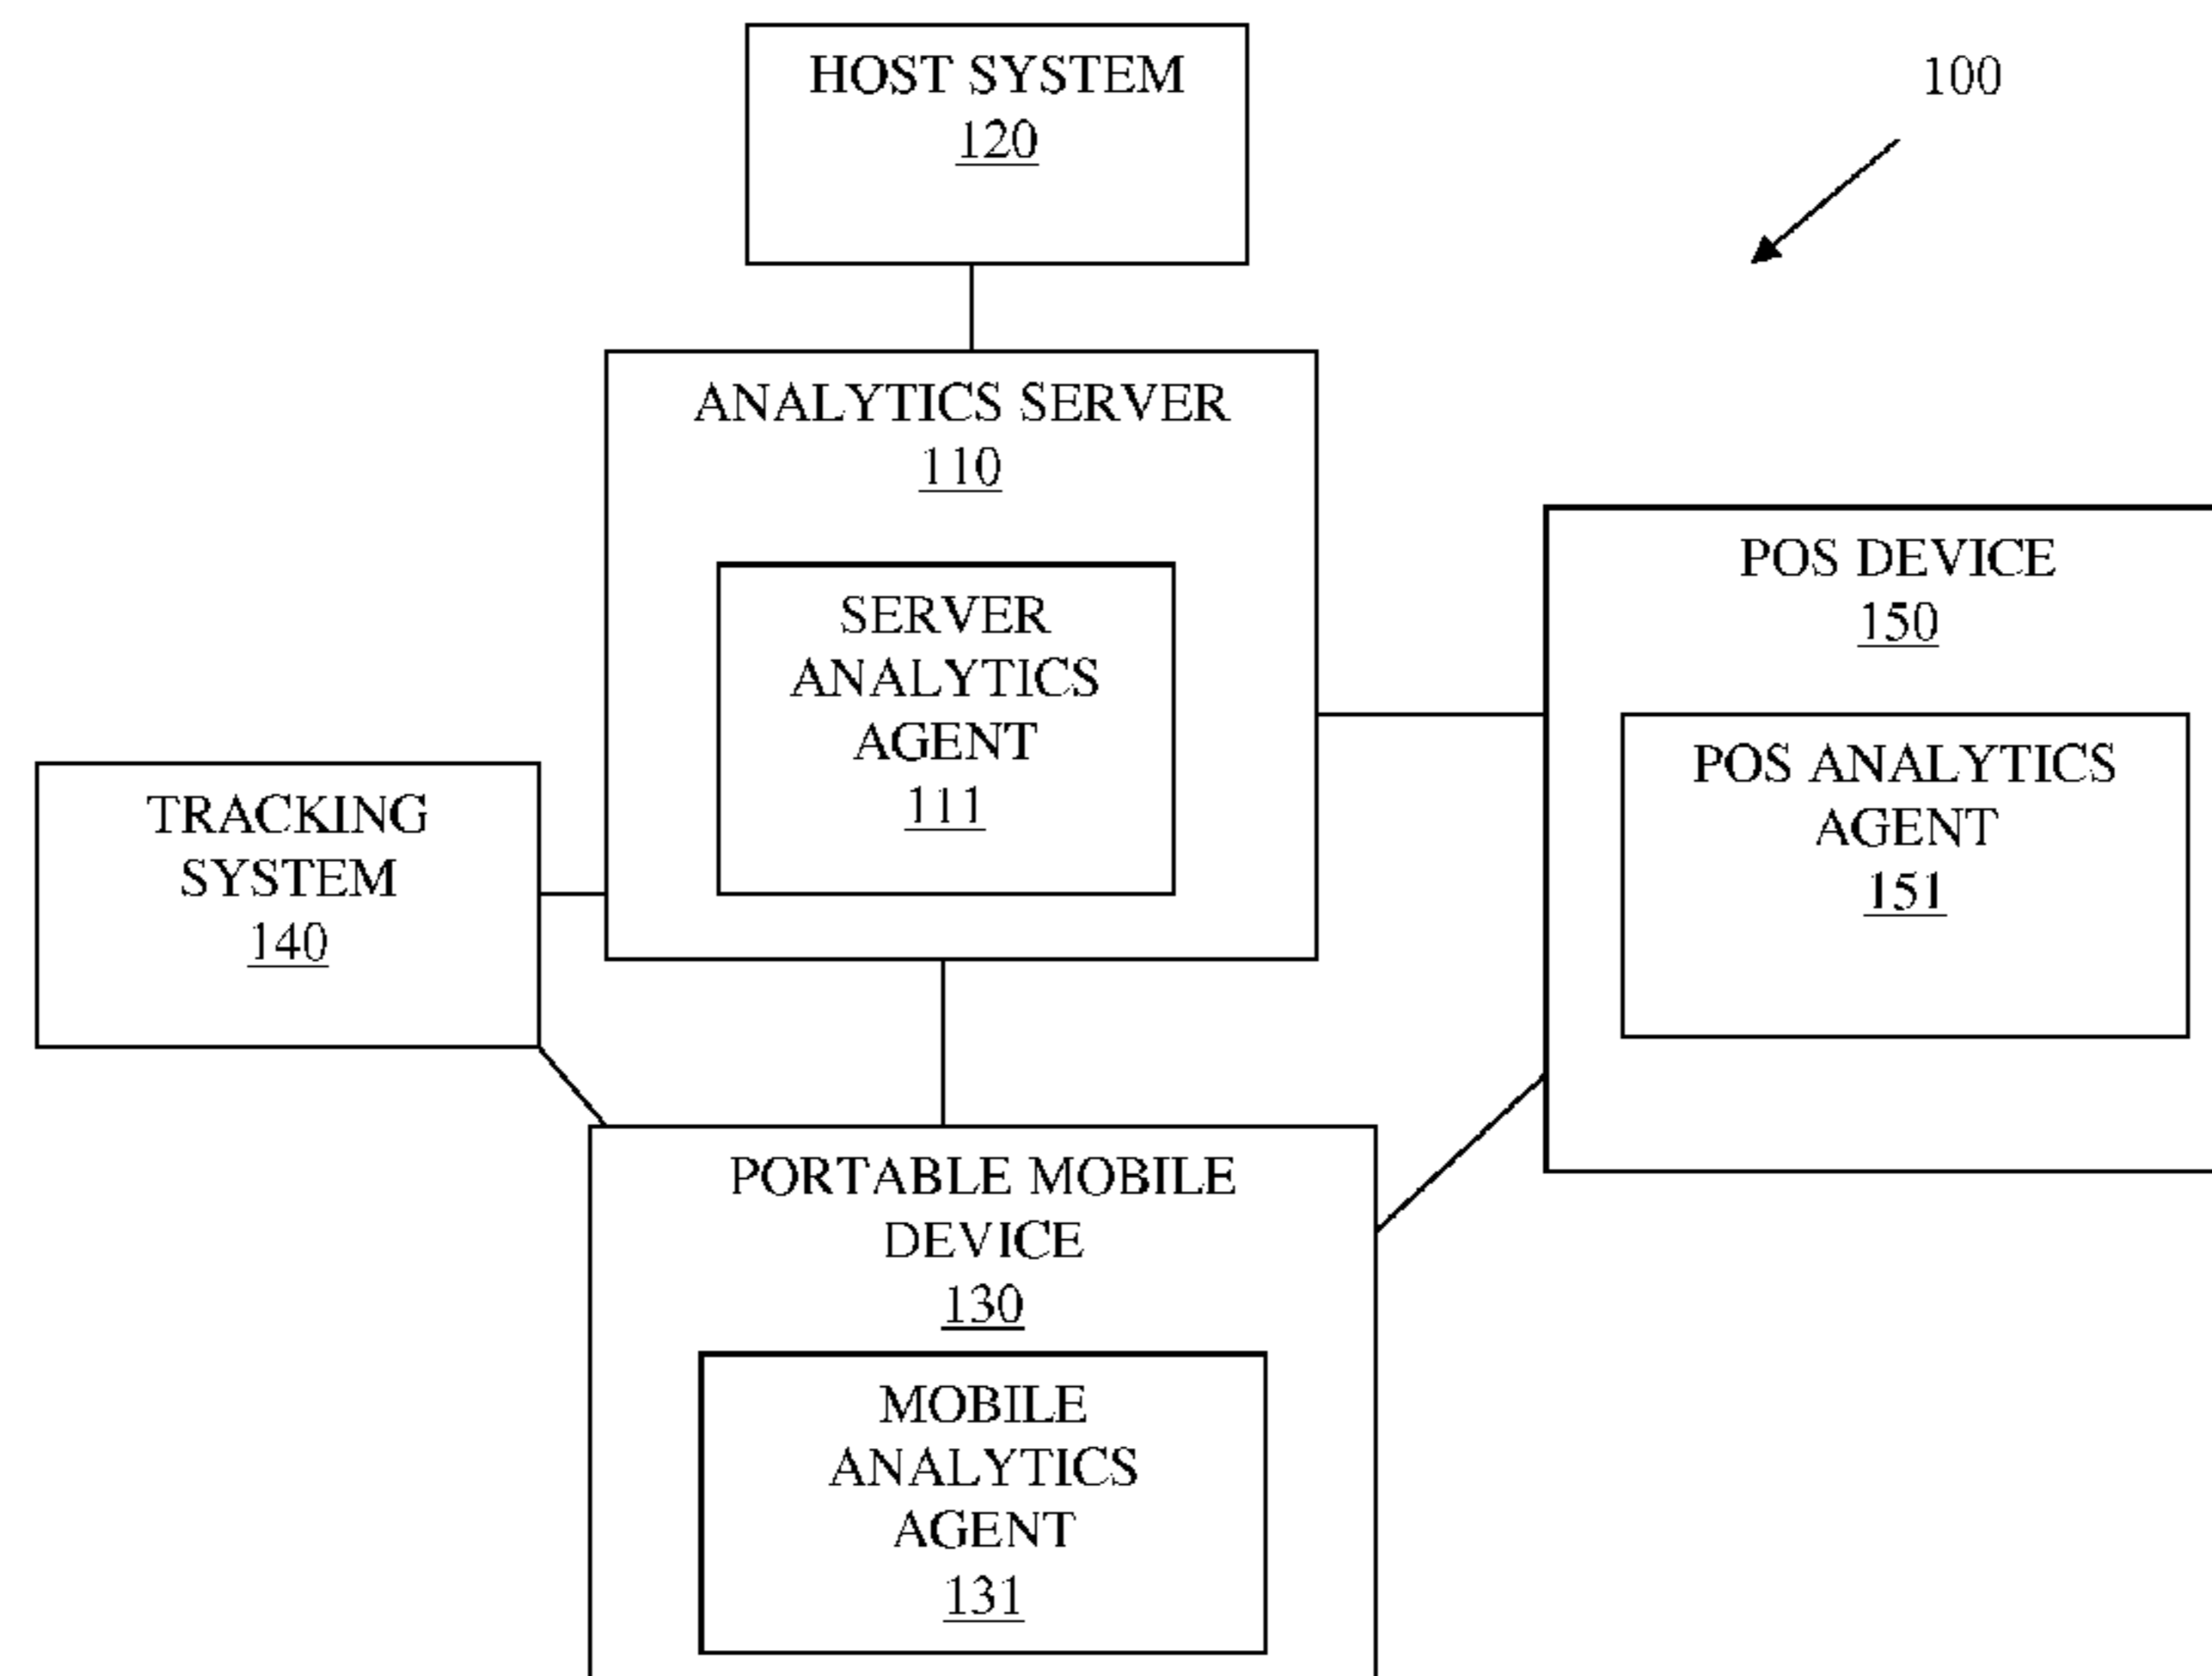 HOST SYSTEM
120
100
ANALYTICS SERVER
110
SERVER
ANALYTICS
AGENT
111
POS DEVICE
150
POS ANALYTICS
AGENT
151
TRACKING
SYSTEM
140
PORTABLE MOBILE
DEVICE
130
MOBILE
ANALYTICS
AGENT
131